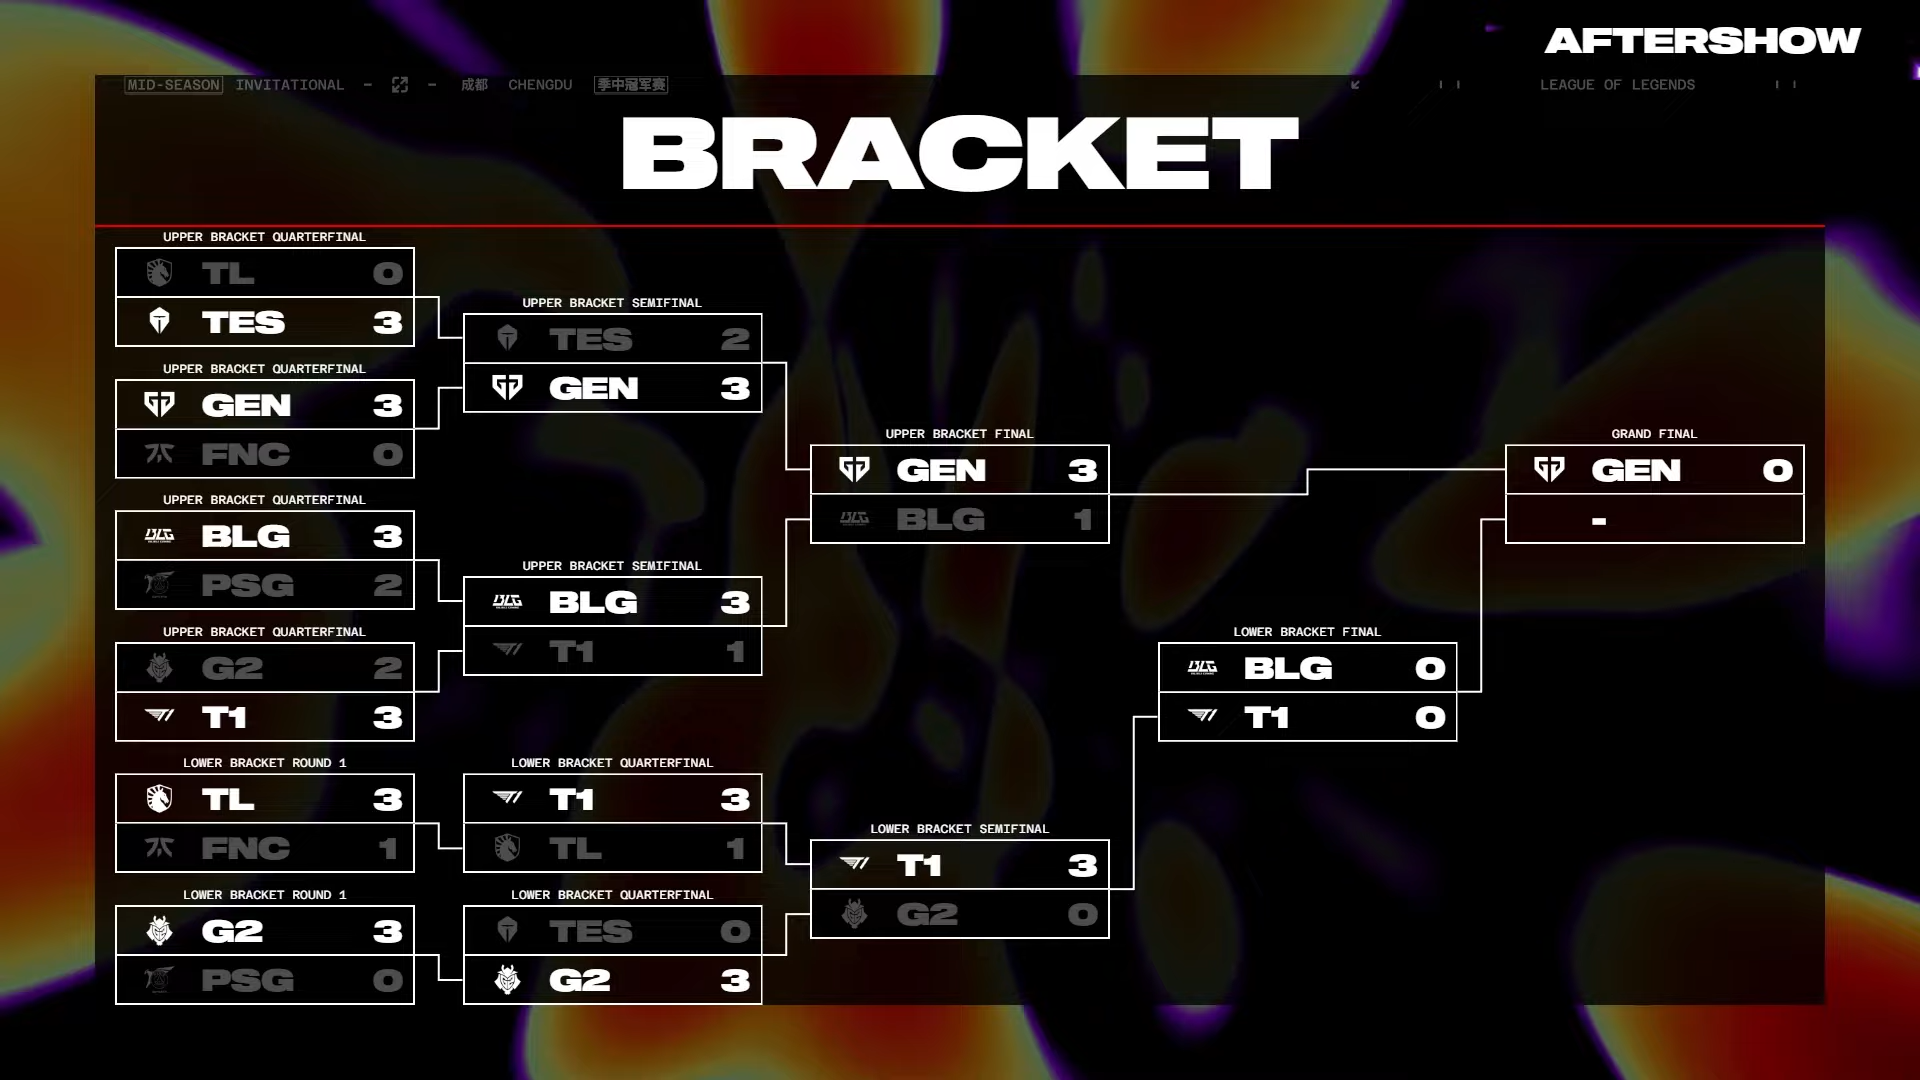 AFTERSHOW
MID-SEASON INVITATIONAL - - 成都 CHENGDU 季中冠军赛
LEAGUE OF LEGENDS
BRACKET
UPPER BRACKET QUARTERFINAL
TL 0
TES 3
UPPER BRACKET QUARTERFINAL
GEN 3
FNC 0
UPPER BRACKET QUARTERFINAL
BLG 3
PSG 2
UPPER BRACKET QUARTERFINAL
G2 2
T1 3
LOWER BRACKET ROUND 1
TL 3
FNC 1
LOWER BRACKET ROUND 1
G2 3
PSG 0
UPPER BRACKET SEMIFINAL
TES 2
GEN 3
UPPER BRACKET SEMIFINAL
BLG 3
T1 1
LOWER BRACKET QUARTERFINAL
T1 3
TL 1
LOWER BRACKET QUARTERFINAL
TES 0
G2 3
UPPER BRACKET FINAL
GEN 3
BLG 1
LOWER BRACKET SEMIFINAL
T1 3
G2 0
LOWER BRACKET FINAL
BLG 0
T1 0
GRAND FINAL
GEN 0
-